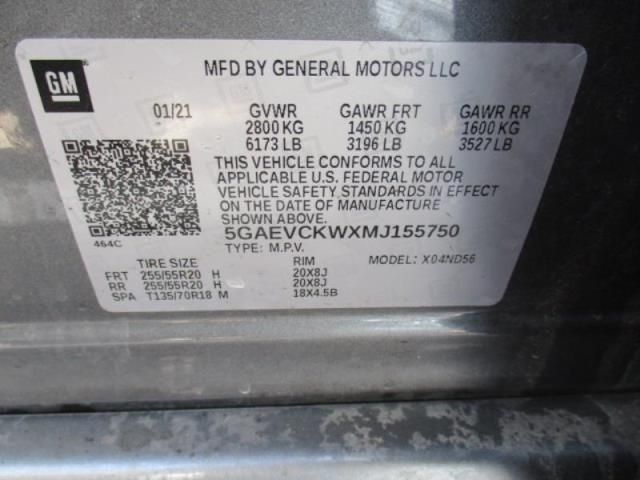 GM
MFD BY GENERAL MOTORS LLC
01/21 GVWR GAWR FRT GAWR RR
2800 KG 1450 KG 1600 KG
6173 LB 3196 LB 3527 LB
THIS VEHICLE CONFORMS TO ALL
APPLICABLE U.S. FEDERAL MOTOR
VEHICLE SAFETY STANDARDS IN EFFECT
ON THE DATE OF MANUFACTURE
SHOWN ABOVE.
464C
5GAEVCKWXMJ155750
TYPE: M.P.V. MODEL: X04ND56
TIRE SIZE RIM
FRT 255/55R20 H 20X8J
RR 255/55R20 H 20X8J
SPA T135/70R18 M 18X4.5B